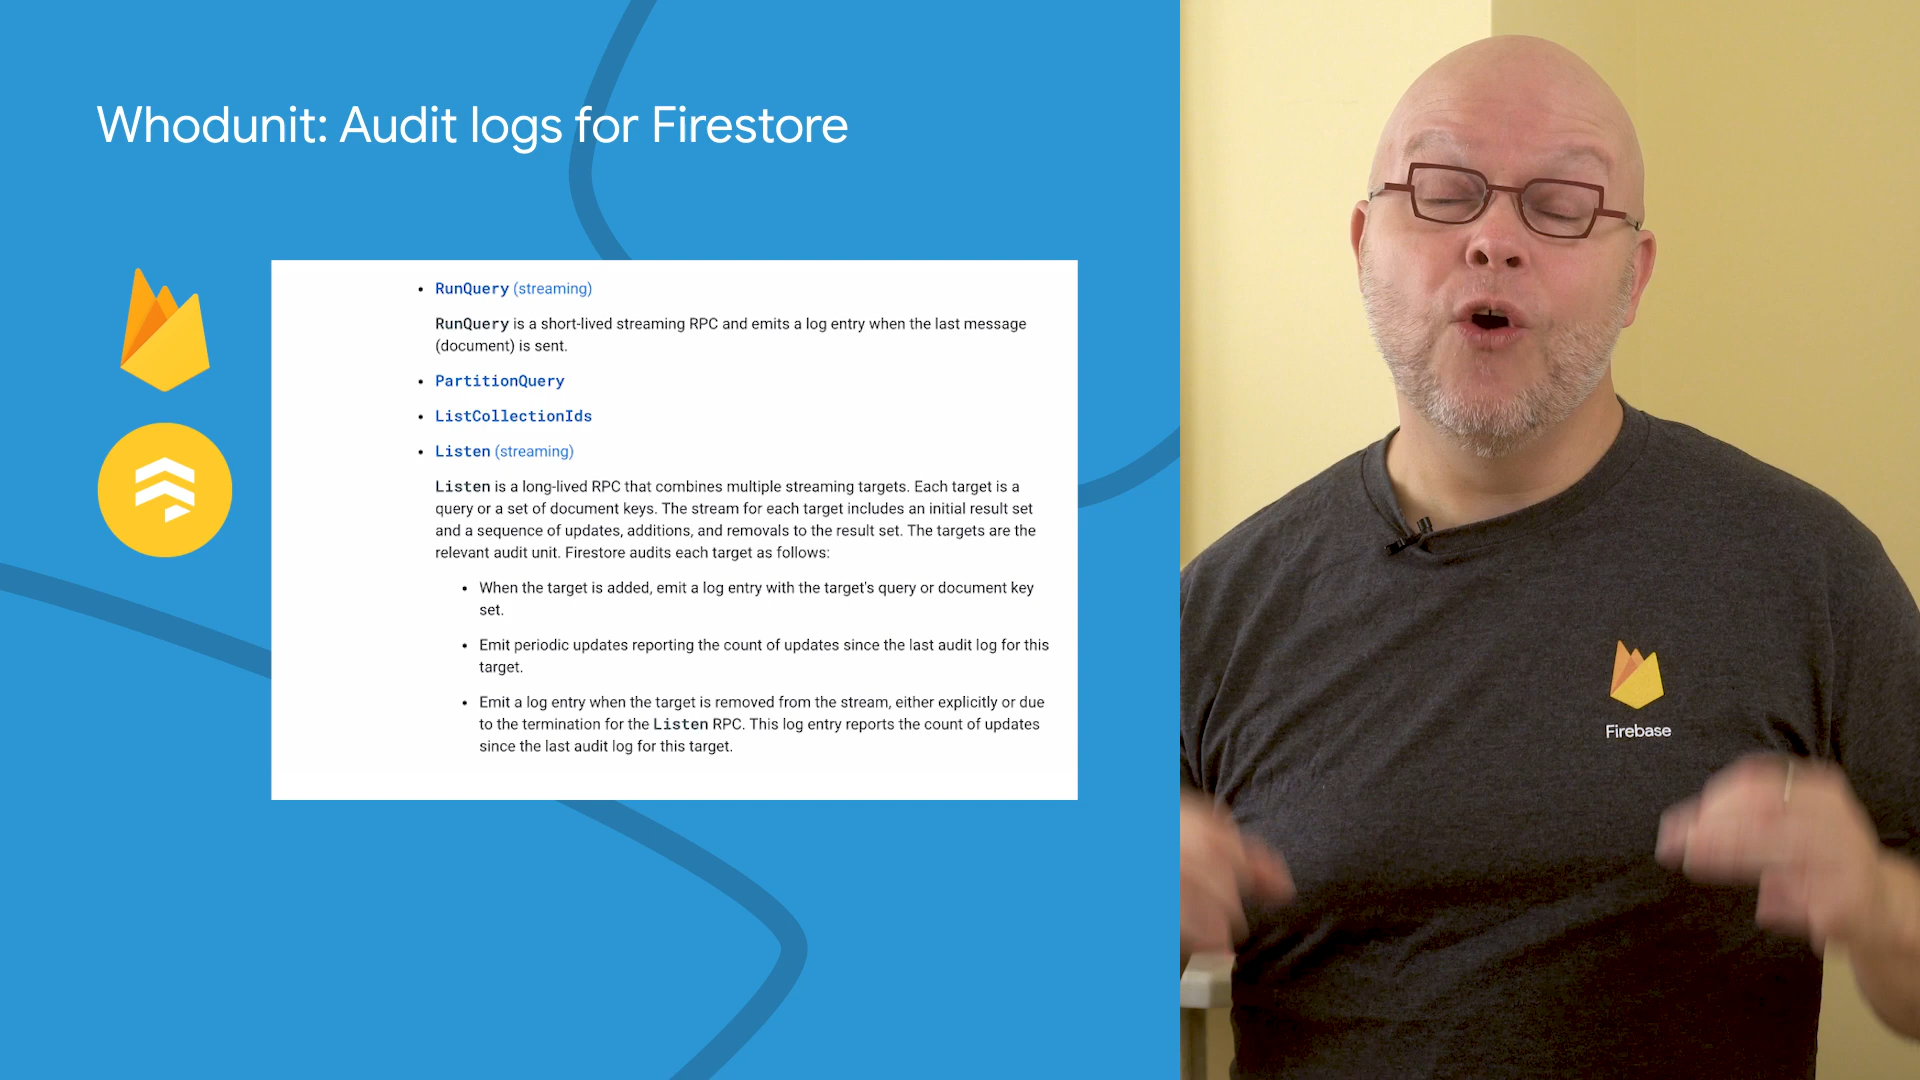 Whodunit: Audit logs for Firestore
• RunQuery (streaming)
RunQuery is a short-lived streaming RPC and emits a log entry when the last message
(document) is sent.
• PartitionQuery
• ListCollectionIds
• Listen (streaming)
Listen is a long-lived RPC that combines multiple streaming targets. Each target is a
query or a set of document keys. The stream for each target includes an initial result set
and a sequence of updates, additions, and removals to the result set. The targets are the
relevant audit unit. Firestore audits each target as follows:
• When the target is added, emit a log entry with the target's query or document key
set.
• Emit periodic updates reporting the count of updates since the last audit log for this
target.
• Emit a log entry when the target is removed from the stream, either explicitly or due
to the termination for the Listen RPC. This log entry reports the count of updates
since the last audit log for this target.
Firebase